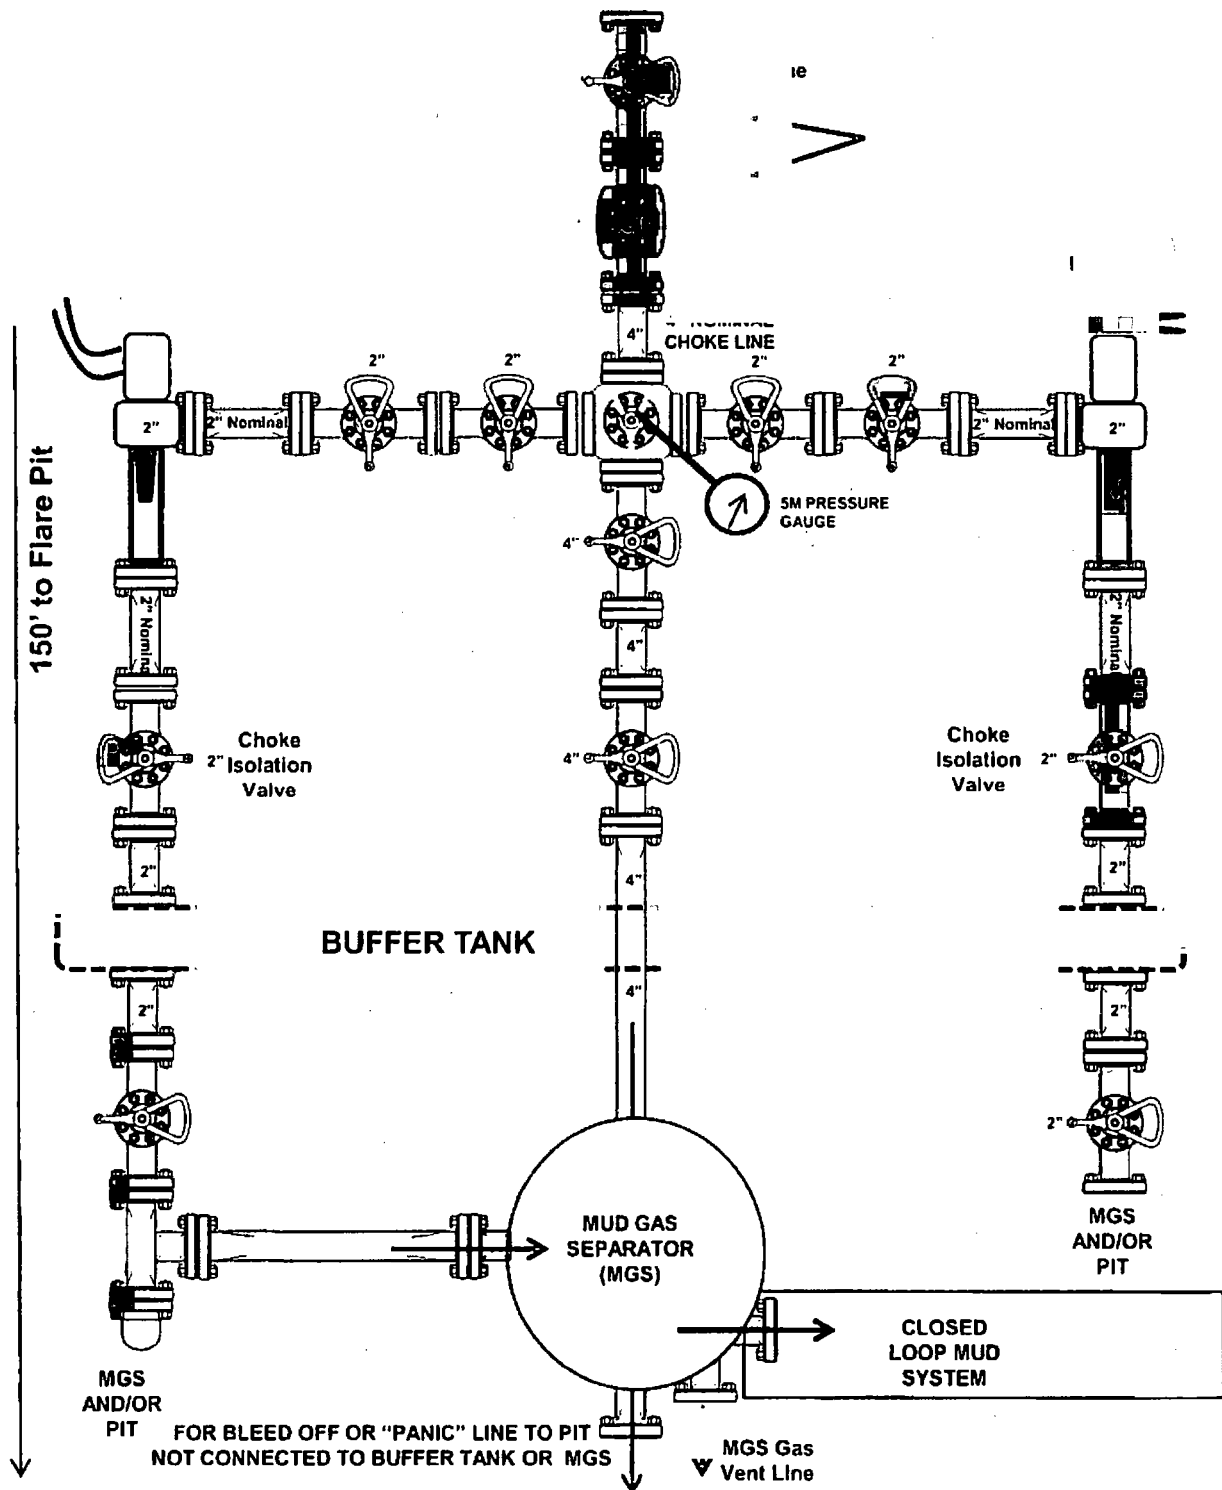 4"
CHOKE LINE
2"
2"
2"
2"
2"
2" Nominal
2" Nominal
2"
5M PRESSURE
GAUGE
4"
150' to Flare Pit
2" Nominal
4"
2" Nominal
2"
Choke
Isolation
Valve
4"
Choke
Isolation
Valve
2"
2"
4"
2"
BUFFER TANK
2"
4"
2"
2"
MUD GAS
SEPARATOR
(MGS)
MGS
AND/OR
PIT
CLOSED
LOOP MUD
SYSTEM
MGS
AND/OR
PIT
FOR BLEED OFF OR "PANIC" LINE TO PIT
NOT CONNECTED TO BUFFER TANK OR MGS
MGS Gas
Vent Line